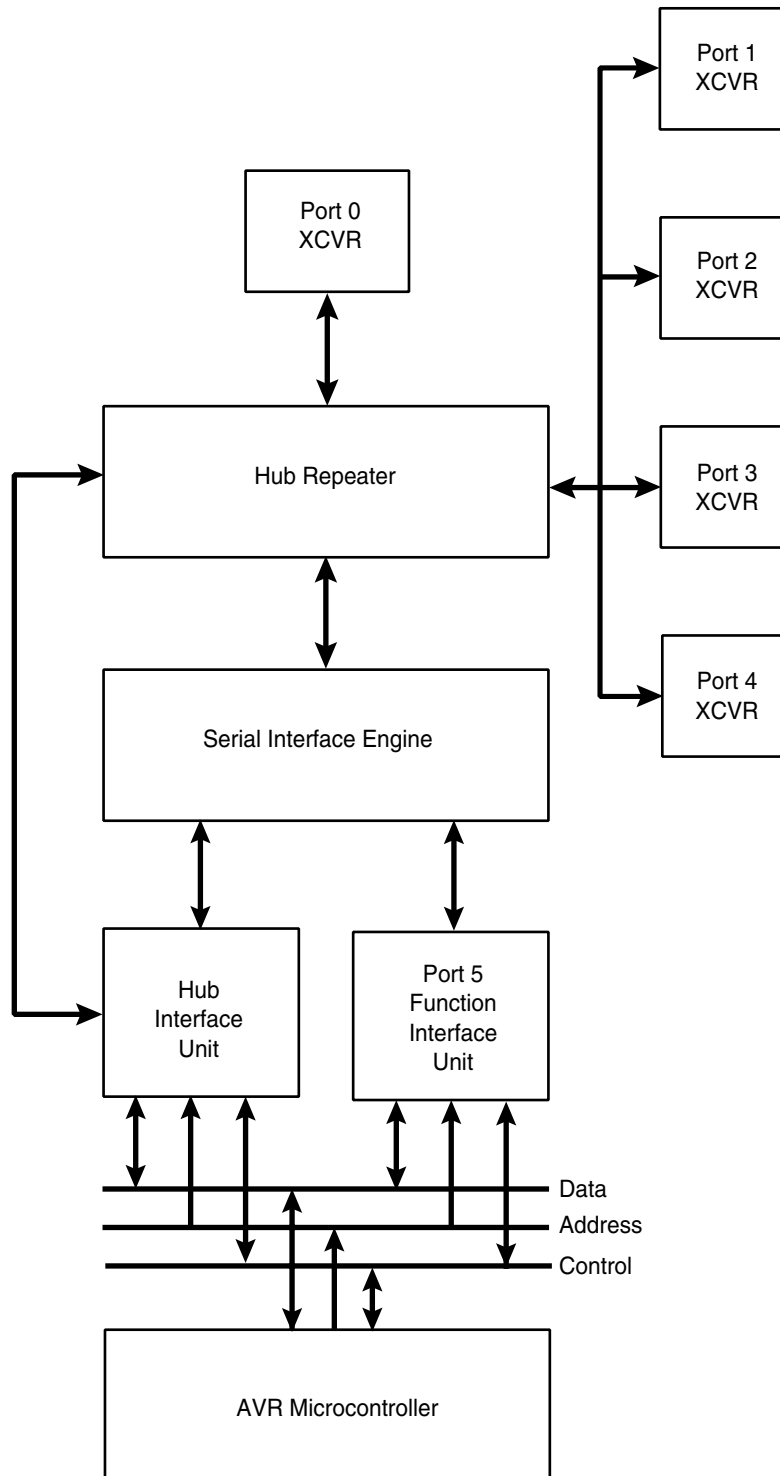 Port 1
XCVR
Port 0
XCVR
Port 2
XCVR
Hub Repeater
Port 3
XCVR
Port 4
XCVR
Serial Interface Engine
Hub
Interface
Unit
Port 5
Function
Interface
Unit
Data
Address
Control
AVR Microcontroller